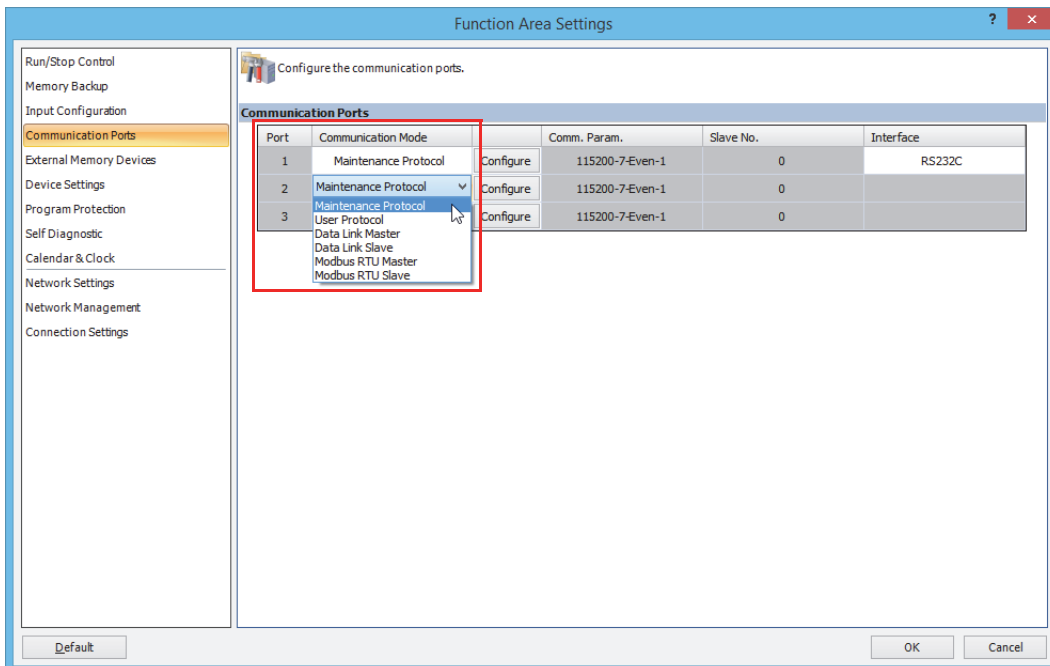 Function Area Settings
?
×
Run/Stop Control
Memory Backup
Input Configuration
Communication Ports
External Memory Devices
Device Settings
Program Protection
Self Diagnostic
Calendar & Clock
Network Settings
Network Management
Connection Settings
Configure the communication ports.
Communication Ports
Port Communication Mode Comm. Param. Slave No. Interface
1 Maintenance Protocol Configure 115200-7-Even-1 0 RS232C
2 Maintenance Protocol Configure 115200-7-Even-1 0
3 Configure 115200-7-Even-1 0
Maintenance Protocol
User Protocol
Data Link Master
Data Link Slave
Modbus RTU Master
Modbus RTU Slave
Default
OK
Cancel